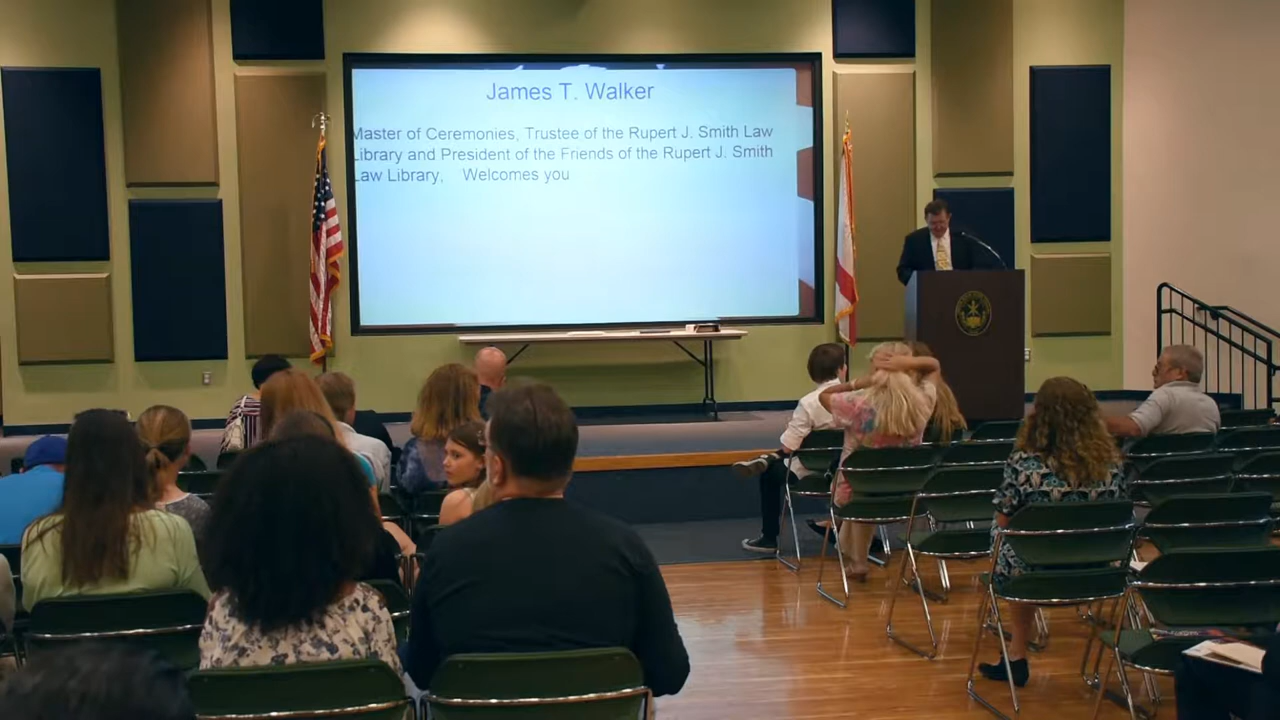 James T. Walker
Master of Ceremonies, Trustee of the Rupert J. Smith Law
Library and President of the Friends of the Rupert J. Smith
Law Library, Welcomes you